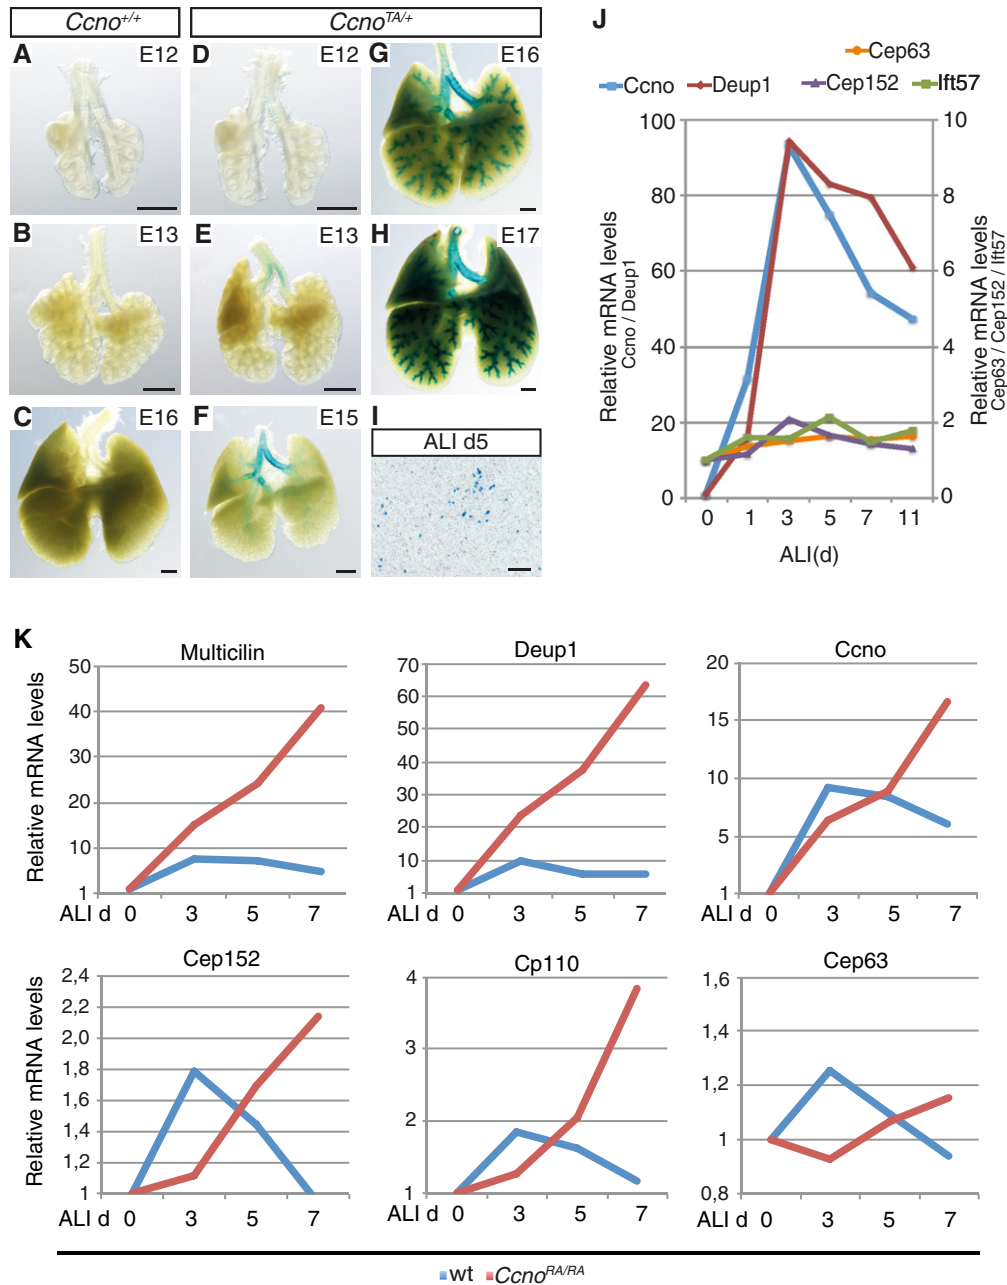 Ccno+/+
CcnoTA/+
A E12
D E12
G E16
B E13
E E13
H E17
C E16
F E15
I
ALI d5
J
Cep63
Ccno Deup1 Cep152 Ift57
Relative mRNA levels
Ccno / Deup1
100
80
60
40
20
0
10
8
6
4
2
0
Relative mRNA levels
Cep63 / Cep152 / Ift57
0 1 3 5 7 11
ALI(d)
K
Multicilin
Relative mRNA levels
50
40
30
20
10
1
ALI d 0 3 5 7
Deup1
70
60
50
40
30
20
10
1
ALI d 0 3 5 7
Ccno
20
15
10
5
1
ALI d 0 3 5 7
Cep152
Relative mRNA levels
2,4
2,2
2,0
1,8
1,6
1,4
1,2
1
ALI d 0 3 5 7
Cp110
4
3
2
1
ALI d 0 3 5 7
Cep63
1,6
1,4
1,2
1
0,8
ALI d 0 3 5 7
wt CcnoRA/RA